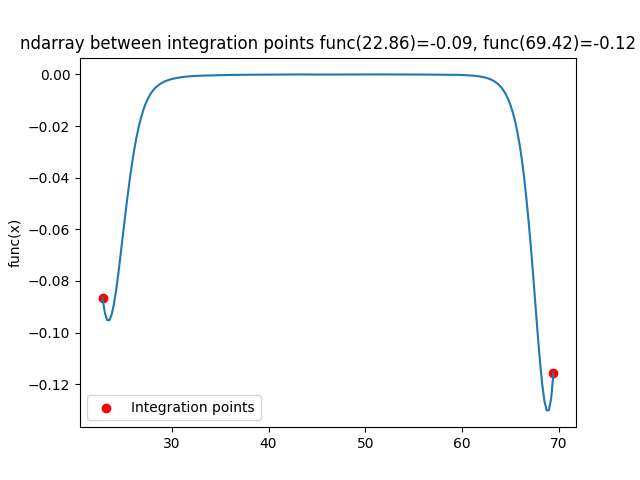 ndarray between integration points func(22.86)=-0.09, func(69.42)=-0.12
0.00
−0.02
−0.04
−0.06
−0.08
−0.10
−0.12
func(x)
Integration points
30 40 50 60 70